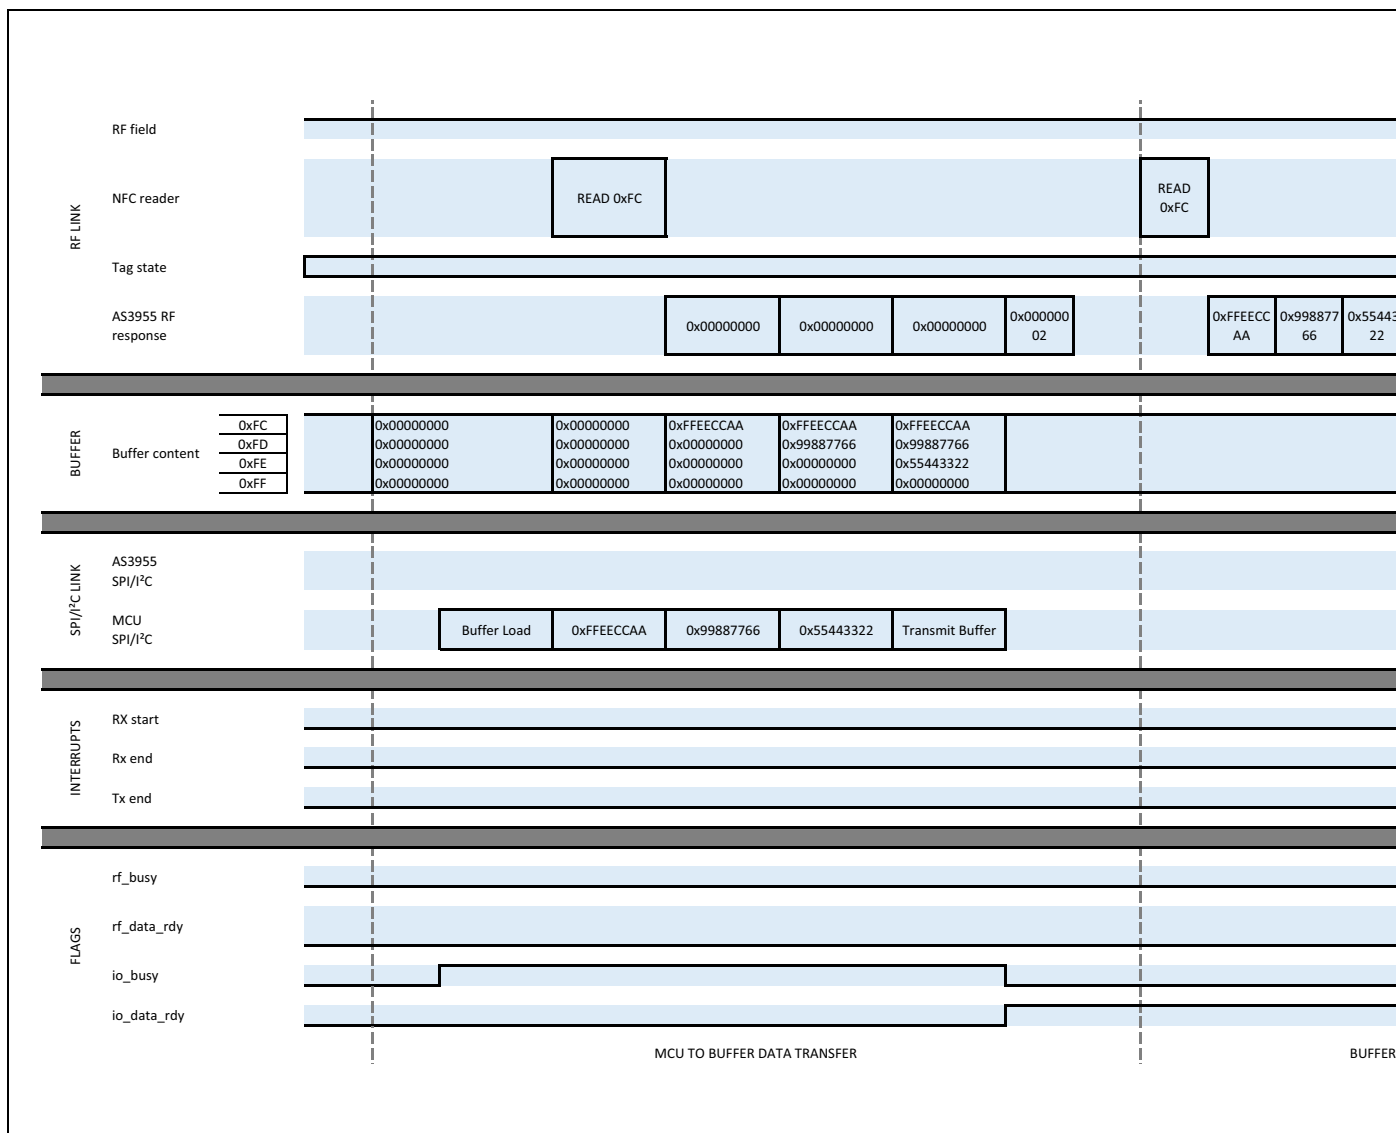 RF LINK
RF field
NFC reader
READ 0xFC
READ
0xFC
Tag state
AS3955 RF
response
0x00000000
0x00000000
0x00000000
0x000000
02
0xFFEECC
AA
0x998877
66
0x55443
22
BUFFER
Buffer content
0xFC
0xFD
0xFE
0xFF
0x00000000 0x00000000 0xFFEECCAA 0xFFEECCAA 0xFFEECCAA
0x00000000 0x00000000 0x00000000 0x99887766 0x99887766
0x00000000 0x00000000 0x00000000 0x00000000 0x55443322
0x00000000 0x00000000 0x00000000 0x00000000 0x00000000
SPI/I²C LINK
AS3955
SPI/I²C
MCU
SPI/I²C
Buffer Load
0xFFEECCAA
0x99887766
0x55443322
Transmit Buffer
INTERRUPTS
RX start
Rx end
Tx end
FLAGS
rf_busy
rf_data_rdy
io_busy
io_data_rdy
MCU TO BUFFER DATA TRANSFER
BUFFER